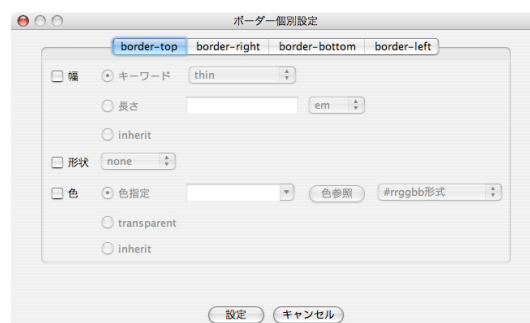 ボーダー個別設定
border-top border-right border-bottom border-left
幅 キーワード thin
長さ em
inherit
形状 none
色 色指定 色参照 #rrggbb形式
transparent
inherit
設定 キャンセル